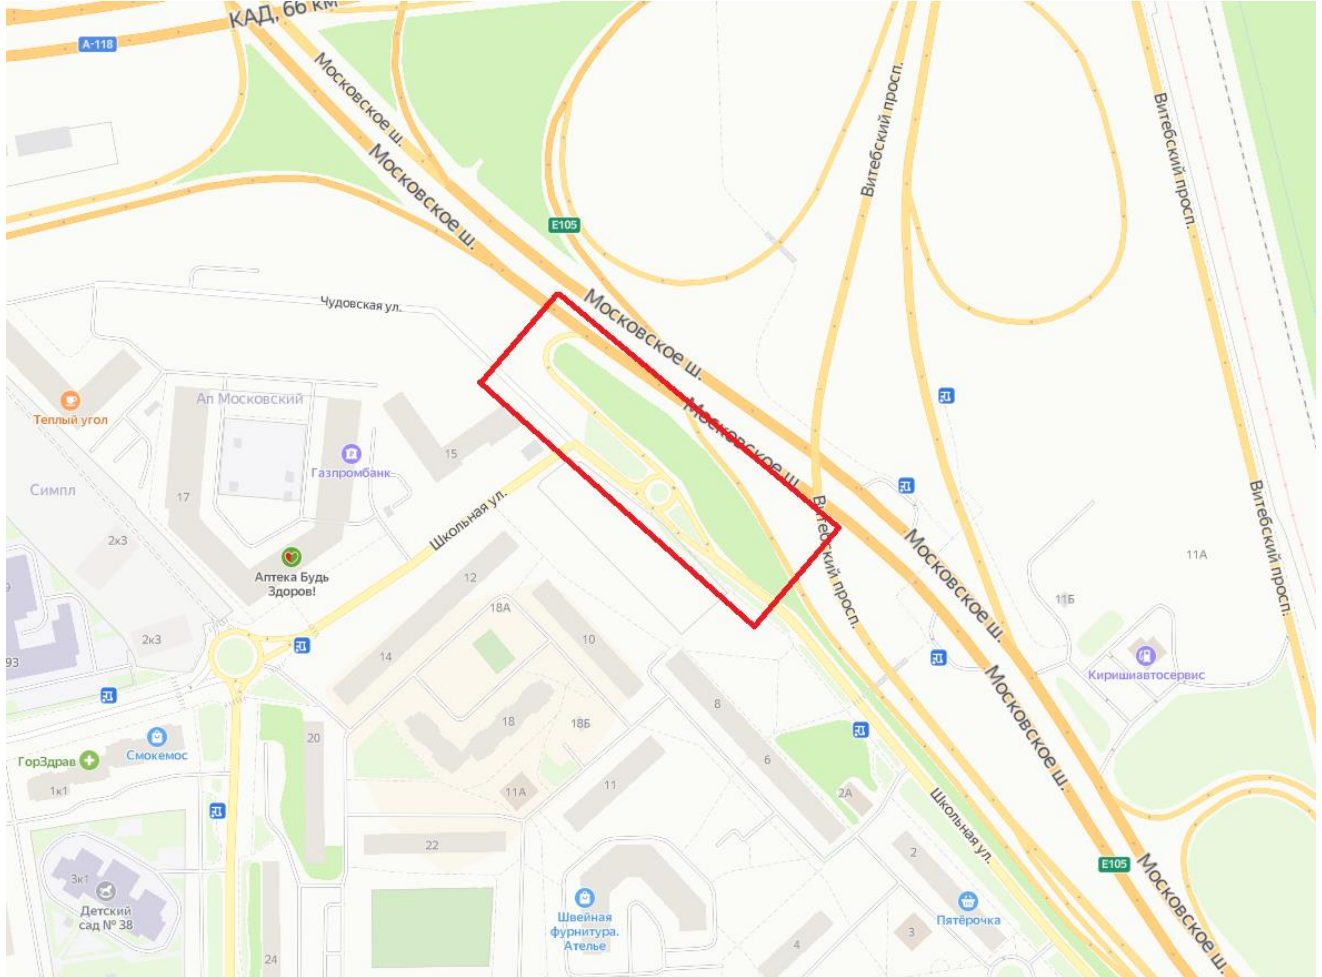 КАД, 66 км
А-118
Московское ш.
Московское ш.
Витебский просп.
Витебский просп.
E105
Чудовская ул.
Московское ш.
Теплый угол
Ап Московский
Газпромбанк
15
Московское ш.
Симпл
17
2к3
Школьная ул.
Витебский просп.
Витебский просп.
Аптека Будь
Здоров!
12
18А
Московское ш.
11А
11Б
2к3
14
10
93
Киришиавтосервис
8
Московское ш.
18
18Б
20
Смокемос
ГорЗдрав
6
1к1
11А
11
2А
Школьная ул.
22
2
E105
Московское ш.
3к1
Детский
сад № 38
Швейная
фурнитура.
Ателье
Пятёрочка
3
4
24